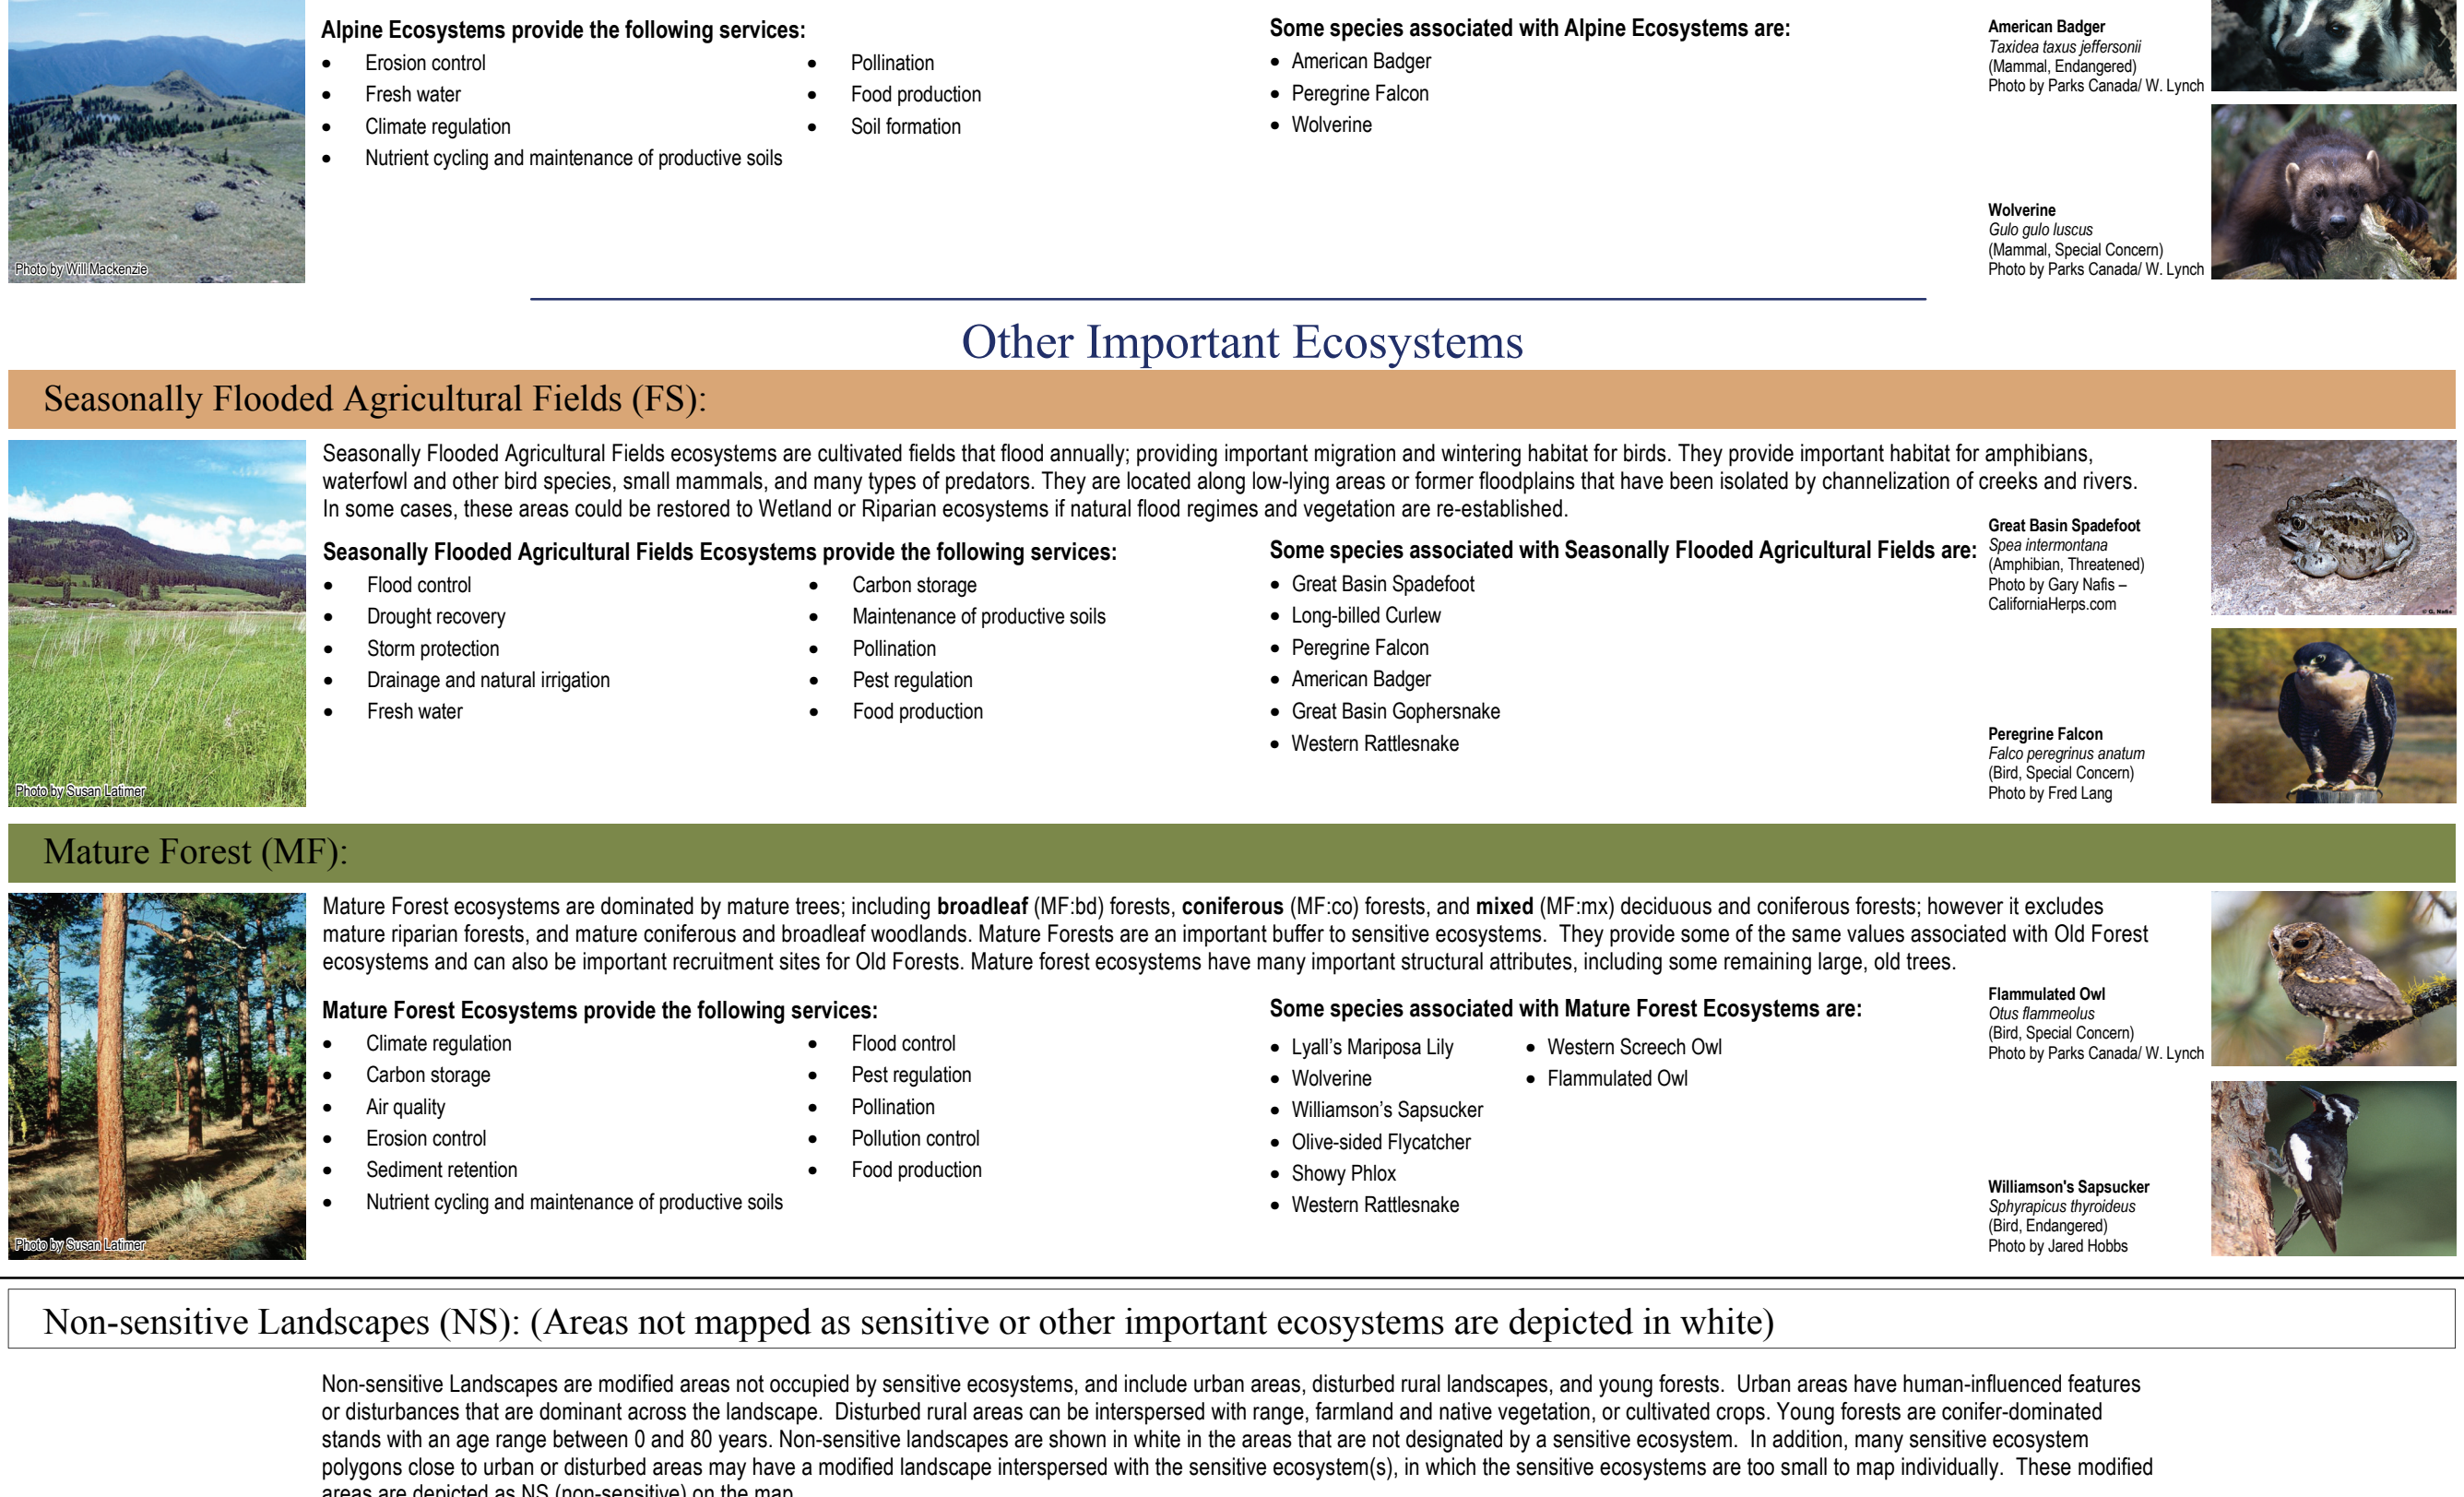 Alpine Ecosystems provide the following services:
• Erosion control
• Fresh water
• Climate regulation
• Nutrient cycling and maintenance of productive soils
• Pollination
• Food production
• Soil formation
Some species associated with Alpine Ecosystems are:
• American Badger
• Peregrine Falcon
• Wolverine
American Badger
Taxidea taxus jeffersonii
(Mammal, Endangered)
Photo by Parks Canada/ W. Lynch
Wolverine
Gulo gulo luscus
(Mammal, Special Concern)
Photo by Parks Canada/ W. Lynch
Photo by Will Mackenzie
Other Important Ecosystems
Seasonally Flooded Agricultural Fields (FS):
Seasonally Flooded Agricultural Fields ecosystems are cultivated fields that flood annually; providing important migration and wintering habitat for birds. They provide important habitat for amphibians,
waterfowl and other bird species, small mammals, and many types of predators. They are located along low-lying areas or former floodplains that have been isolated by channelization of creeks and rivers.
In some cases, these areas could be restored to Wetland or Riparian ecosystems if natural flood regimes and vegetation are re-established.
Seasonally Flooded Agricultural Fields Ecosystems provide the following services:
• Flood control
• Drought recovery
• Storm protection
• Drainage and natural irrigation
• Fresh water
• Carbon storage
• Maintenance of productive soils
• Pollination
• Pest regulation
• Food production
Some species associated with Seasonally Flooded Agricultural Fields are:
• Great Basin Spadefoot
• Long-billed Curlew
• Peregrine Falcon
• American Badger
• Great Basin Gophersnake
• Western Rattlesnake
Great Basin Spadefoot
Spea intermontana
(Amphibian, Threatened)
Photo by Gary Nafis –
CaliforniaHerps.com
© G. Nafis
Peregrine Falcon
Falco peregrinus anatum
(Bird, Special Concern)
Photo by Fred Lang
Photo by Susan Latimer
Mature Forest (MF):
Mature Forest ecosystems are dominated by mature trees; including broadleaf (MF:bd) forests, coniferous (MF:co) forests, and mixed (MF:mx) deciduous and coniferous forests; however it excludes
mature riparian forests, and mature coniferous and broadleaf woodlands. Mature Forests are an important buffer to sensitive ecosystems. They provide some of the same values associated with Old Forest
ecosystems and can also be important recruitment sites for Old Forests. Mature forest ecosystems have many important structural attributes, including some remaining large, old trees.
Mature Forest Ecosystems provide the following services:
• Climate regulation
• Carbon storage
• Air quality
• Erosion control
• Sediment retention
• Nutrient cycling and maintenance of productive soils
• Flood control
• Pest regulation
• Pollination
• Pollution control
• Food production
Some species associated with Mature Forest Ecosystems are:
• Lyall's Mariposa Lily
• Wolverine
• Williamson's Sapsucker
• Olive-sided Flycatcher
• Showy Phlox
• Western Rattlesnake
• Western Screech Owl
• Flammulated Owl
Flammulated Owl
Otus flammeolus
(Bird, Special Concern)
Photo by Parks Canada/ W. Lynch
Williamson's Sapsucker
Sphyrapicus thyroideus
(Bird, Endangered)
Photo by Jared Hobbs
Photo by Susan Latimer
Non-sensitive Landscapes (NS): (Areas not mapped as sensitive or other important ecosystems are depicted in white)
Non-sensitive Landscapes are modified areas not occupied by sensitive ecosystems, and include urban areas, disturbed rural landscapes, and young forests. Urban areas have human-influenced features
or disturbances that are dominant across the landscape. Disturbed rural areas can be interspersed with range, farmland and native vegetation, or cultivated crops. Young forests are conifer-dominated
stands with an age range between 0 and 80 years. Non-sensitive landscapes are shown in white in the areas that are not designated by a sensitive ecosystem. In addition, many sensitive ecosystem
polygons close to urban or disturbed areas may have a modified landscape interspersed with the sensitive ecosystem(s), in which the sensitive ecosystems are too small to map individually. These modified
areas are depicted as NS (non-sensitive) on the map.